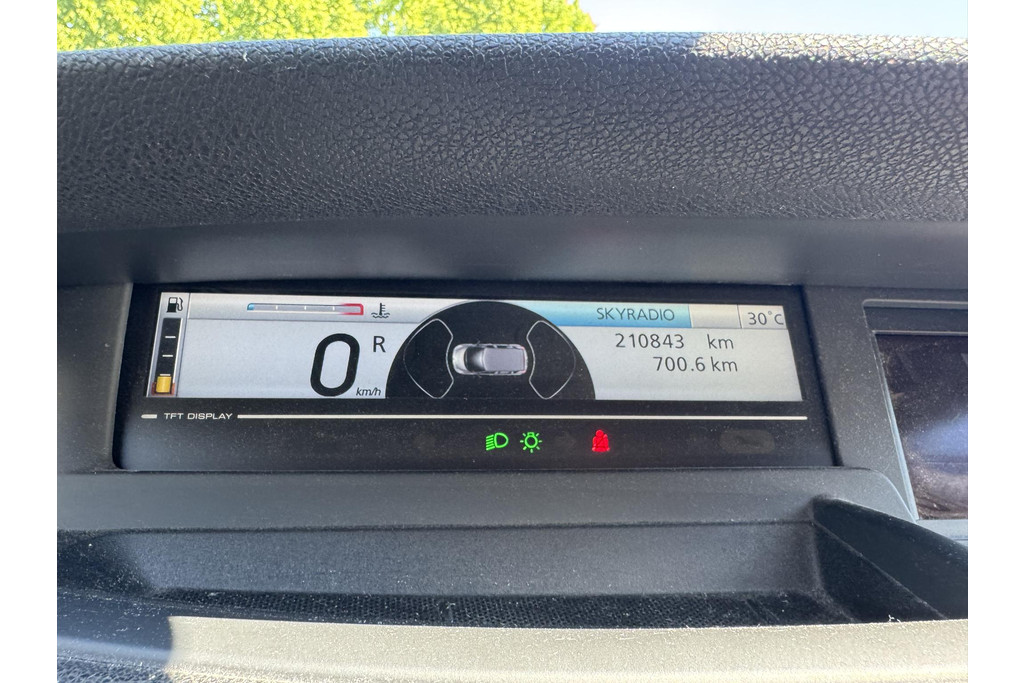 SKYRADIO
30°C
0 R
km/h
210843 km
700.6 km
TFT DISPLAY